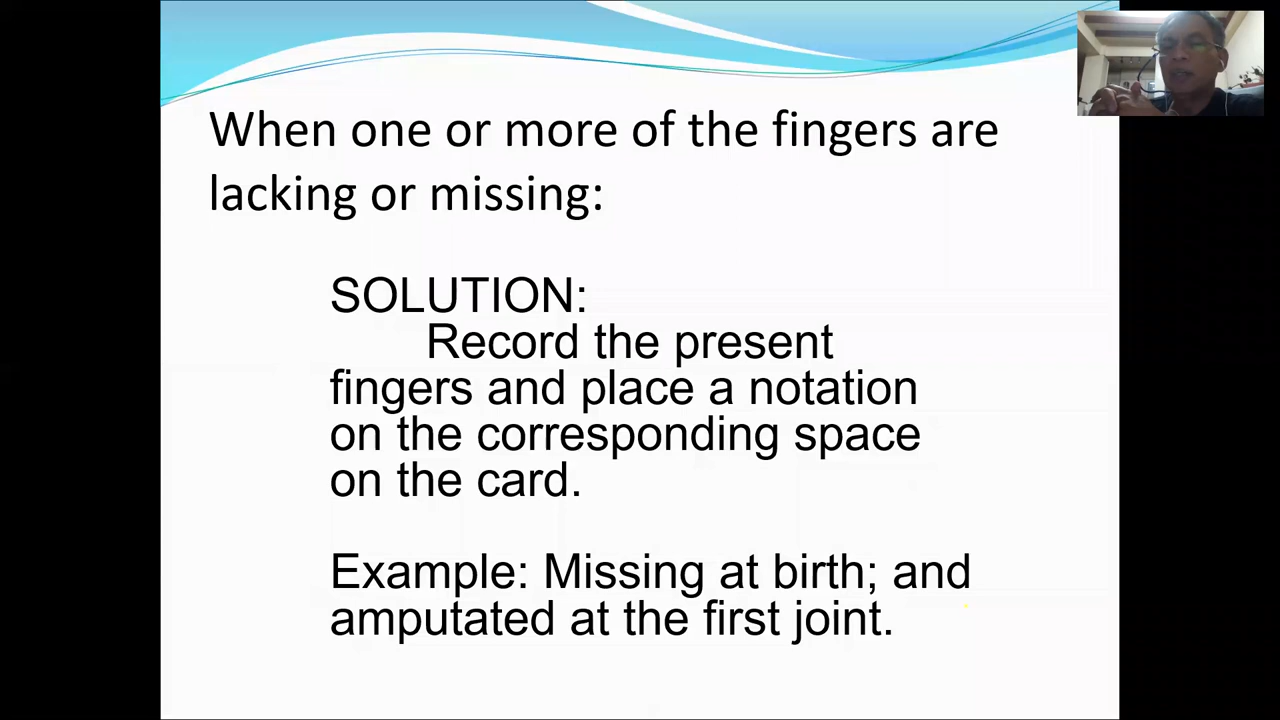 When one or more of the fingers are
lacking or missing:
SOLUTION:
Record the present
fingers and place a notation
on the corresponding space
on the card.
Example: Missing at birth; and
amputated at the first joint.